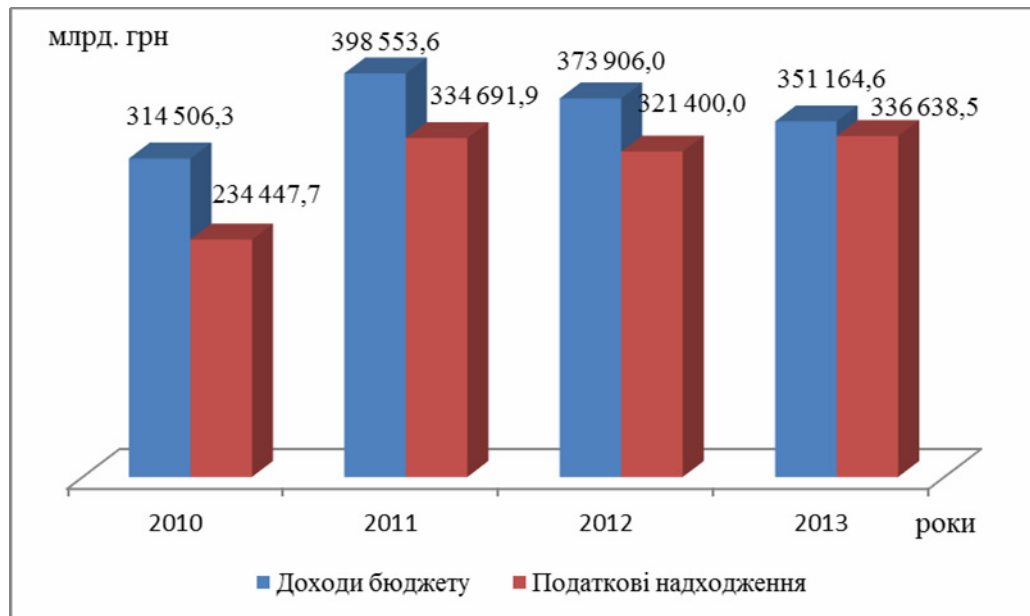 млрд. грн
398 553,6
373 906,0
351 164,6
314 506,3
334 691,9
321 400,0
336 638,5
234 447,7
2010 2011 2012 2013 роки
Доходи бюджету Податкові надходження